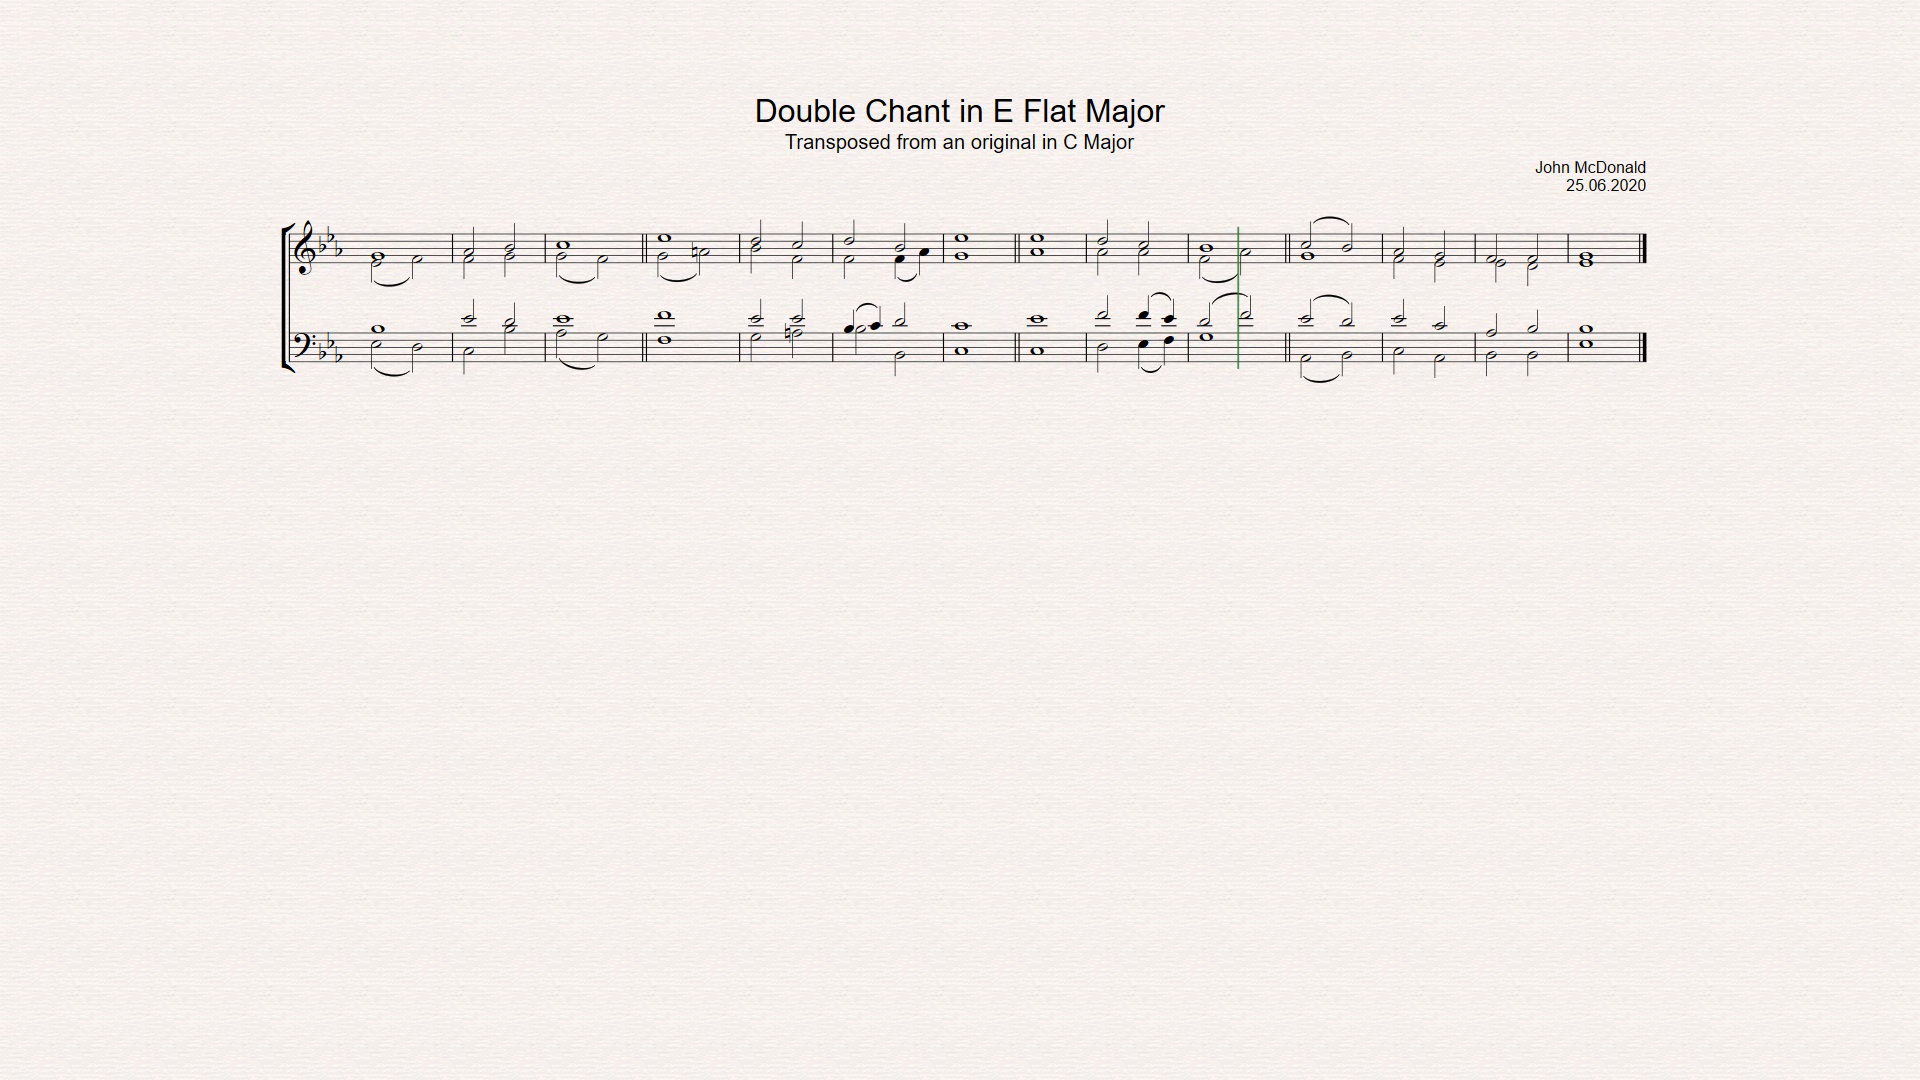 Double Chant in E Flat Major
Transposed from an original in C Major
John McDonald
25.06.2020